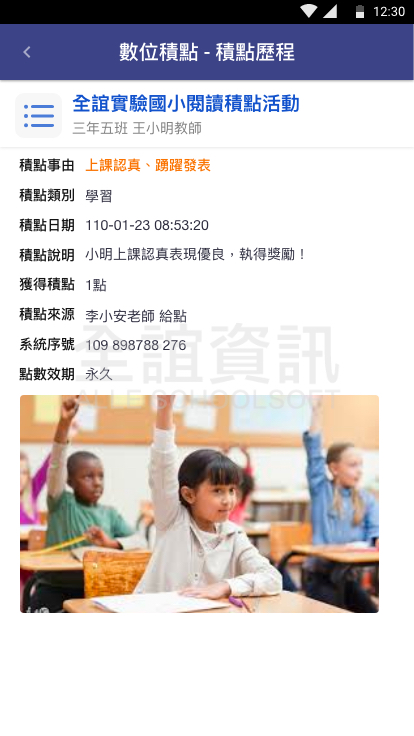 12:30
數位積點 - 積點歷程
全誼實驗國小閱讀積點活動
三年五班 王小明教師
積點事由 上課認真、踴躍發表
積點類別 學習
積點日期 110-01-23 08:53:20
積點說明 小明上課認真表現優良，執得獎勵！
獲得積點 1點
積點來源 李小安老師 給點
全誼資訊
系統序號 109 898788 276
點數效期 永久
ALLE SCHOOLSOFT